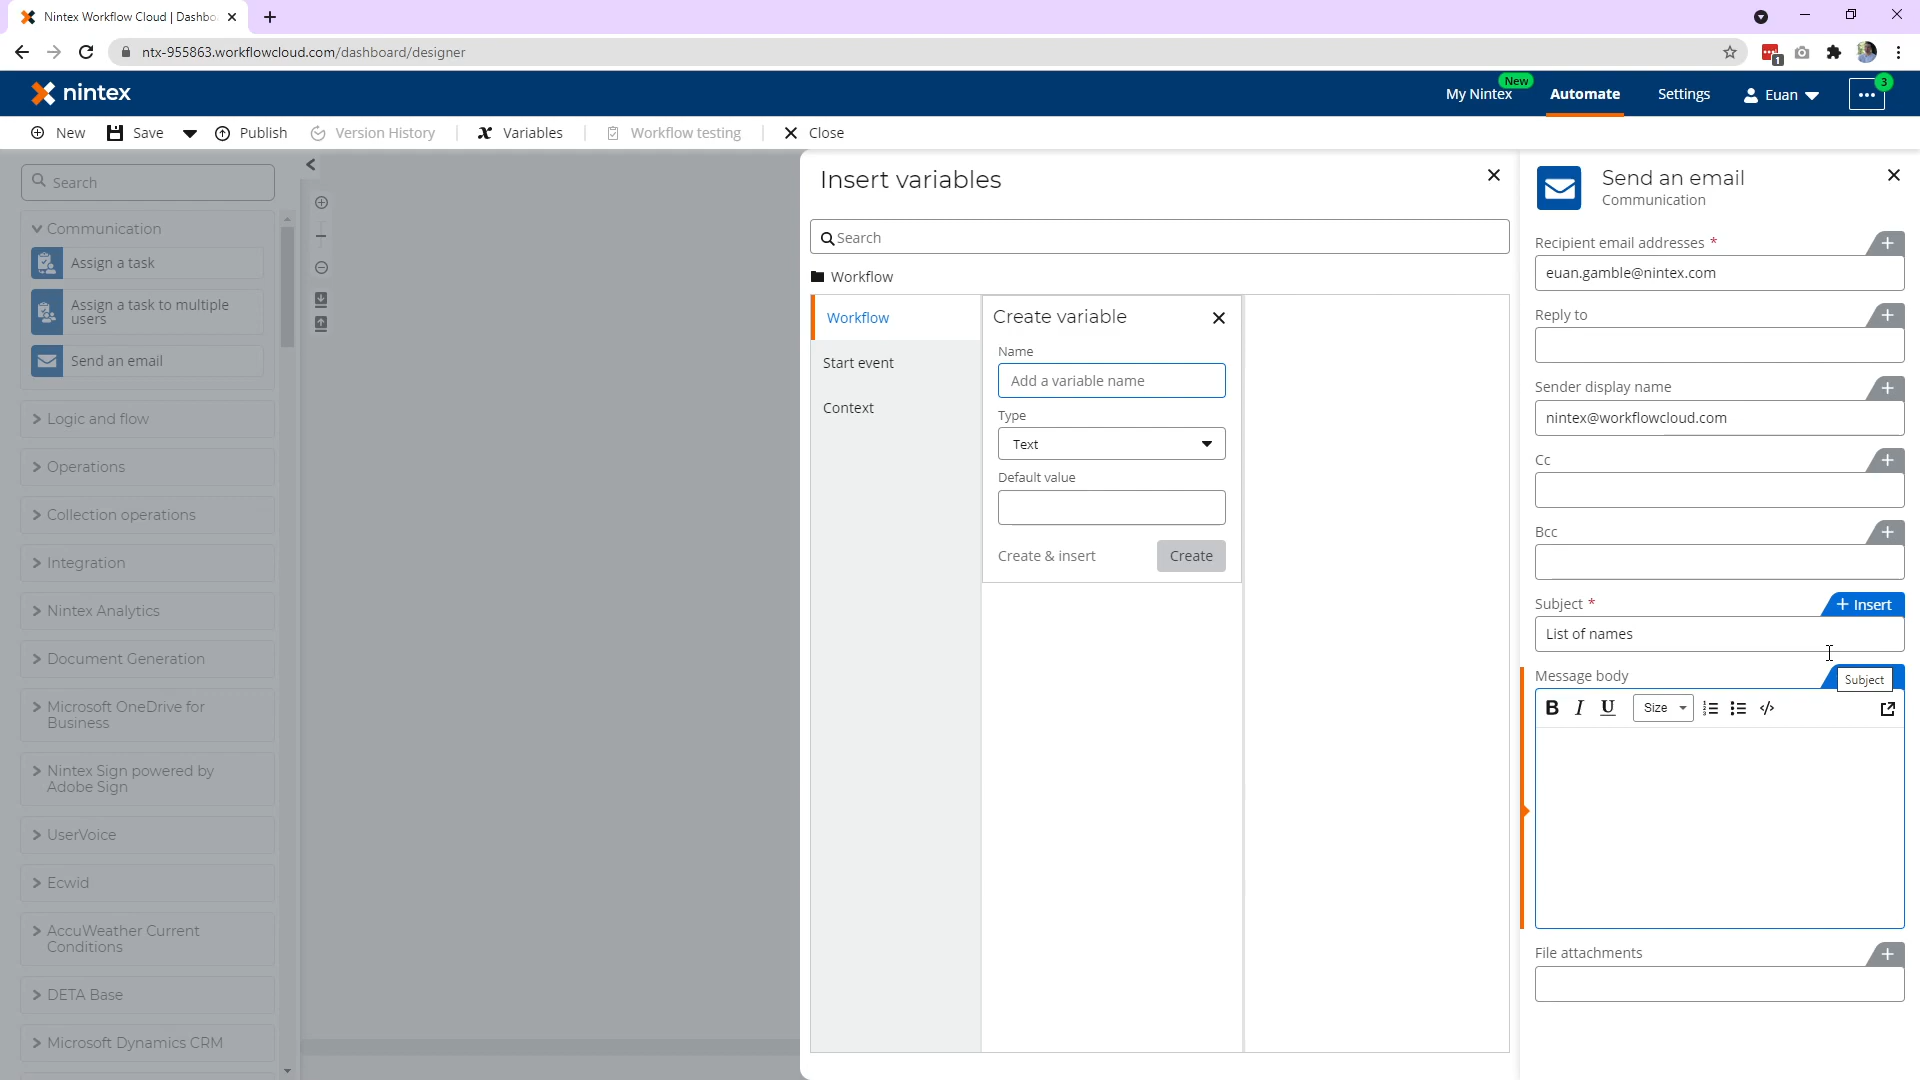 Nintex Workflow Cloud | Dashbo
ntx-955863.workflowcloud.com/dashboard/designer
1
nintex
My Nintex
New
Automate
Settings
Euan
3
New
Save
Publish
Version History
Variables
Workflow testing
Close
Search
Communication
Assign a task
Assign a task to multiple
users
Send an email
Logic and flow
Operations
Collection operations
Integration
Nintex Analytics
Document Generation
Microsoft OneDrive for
Business
Nintex Sign powered by
Adobe Sign
UserVoice
Ecwid
AccuWeather Current
Conditions
DETA Base
Microsoft Dynamics CRM
Insert variables
Search
Workflow
Workflow
Start event
Context
Create variable
Name
Add a variable name
Type
Text
Default value
Create & insert
Create
Send an email
Communication
Recipient email addresses *
euan.gamble@nintex.com
Reply to
Sender display name
nintex@workflowcloud.com
Cc
Bcc
Subject *
+ Insert
List of names
Message body
Subject
B I U Size
File attachments